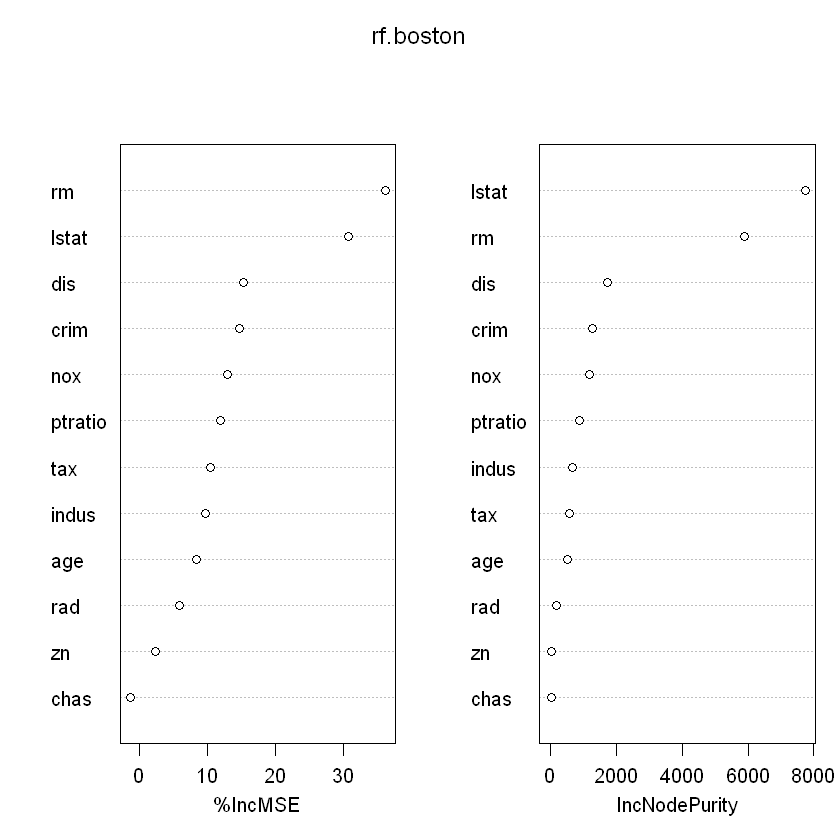 rf.boston
rm
lstat
dis
crim
nox
ptratio
tax
indus
age
rad
zn
chas
0 10 20 30
%IncMSE
lstat
rm
dis
crim
nox
ptratio
indus
tax
age
rad
zn
chas
0 2000 4000 6000 8000
IncNodePurity